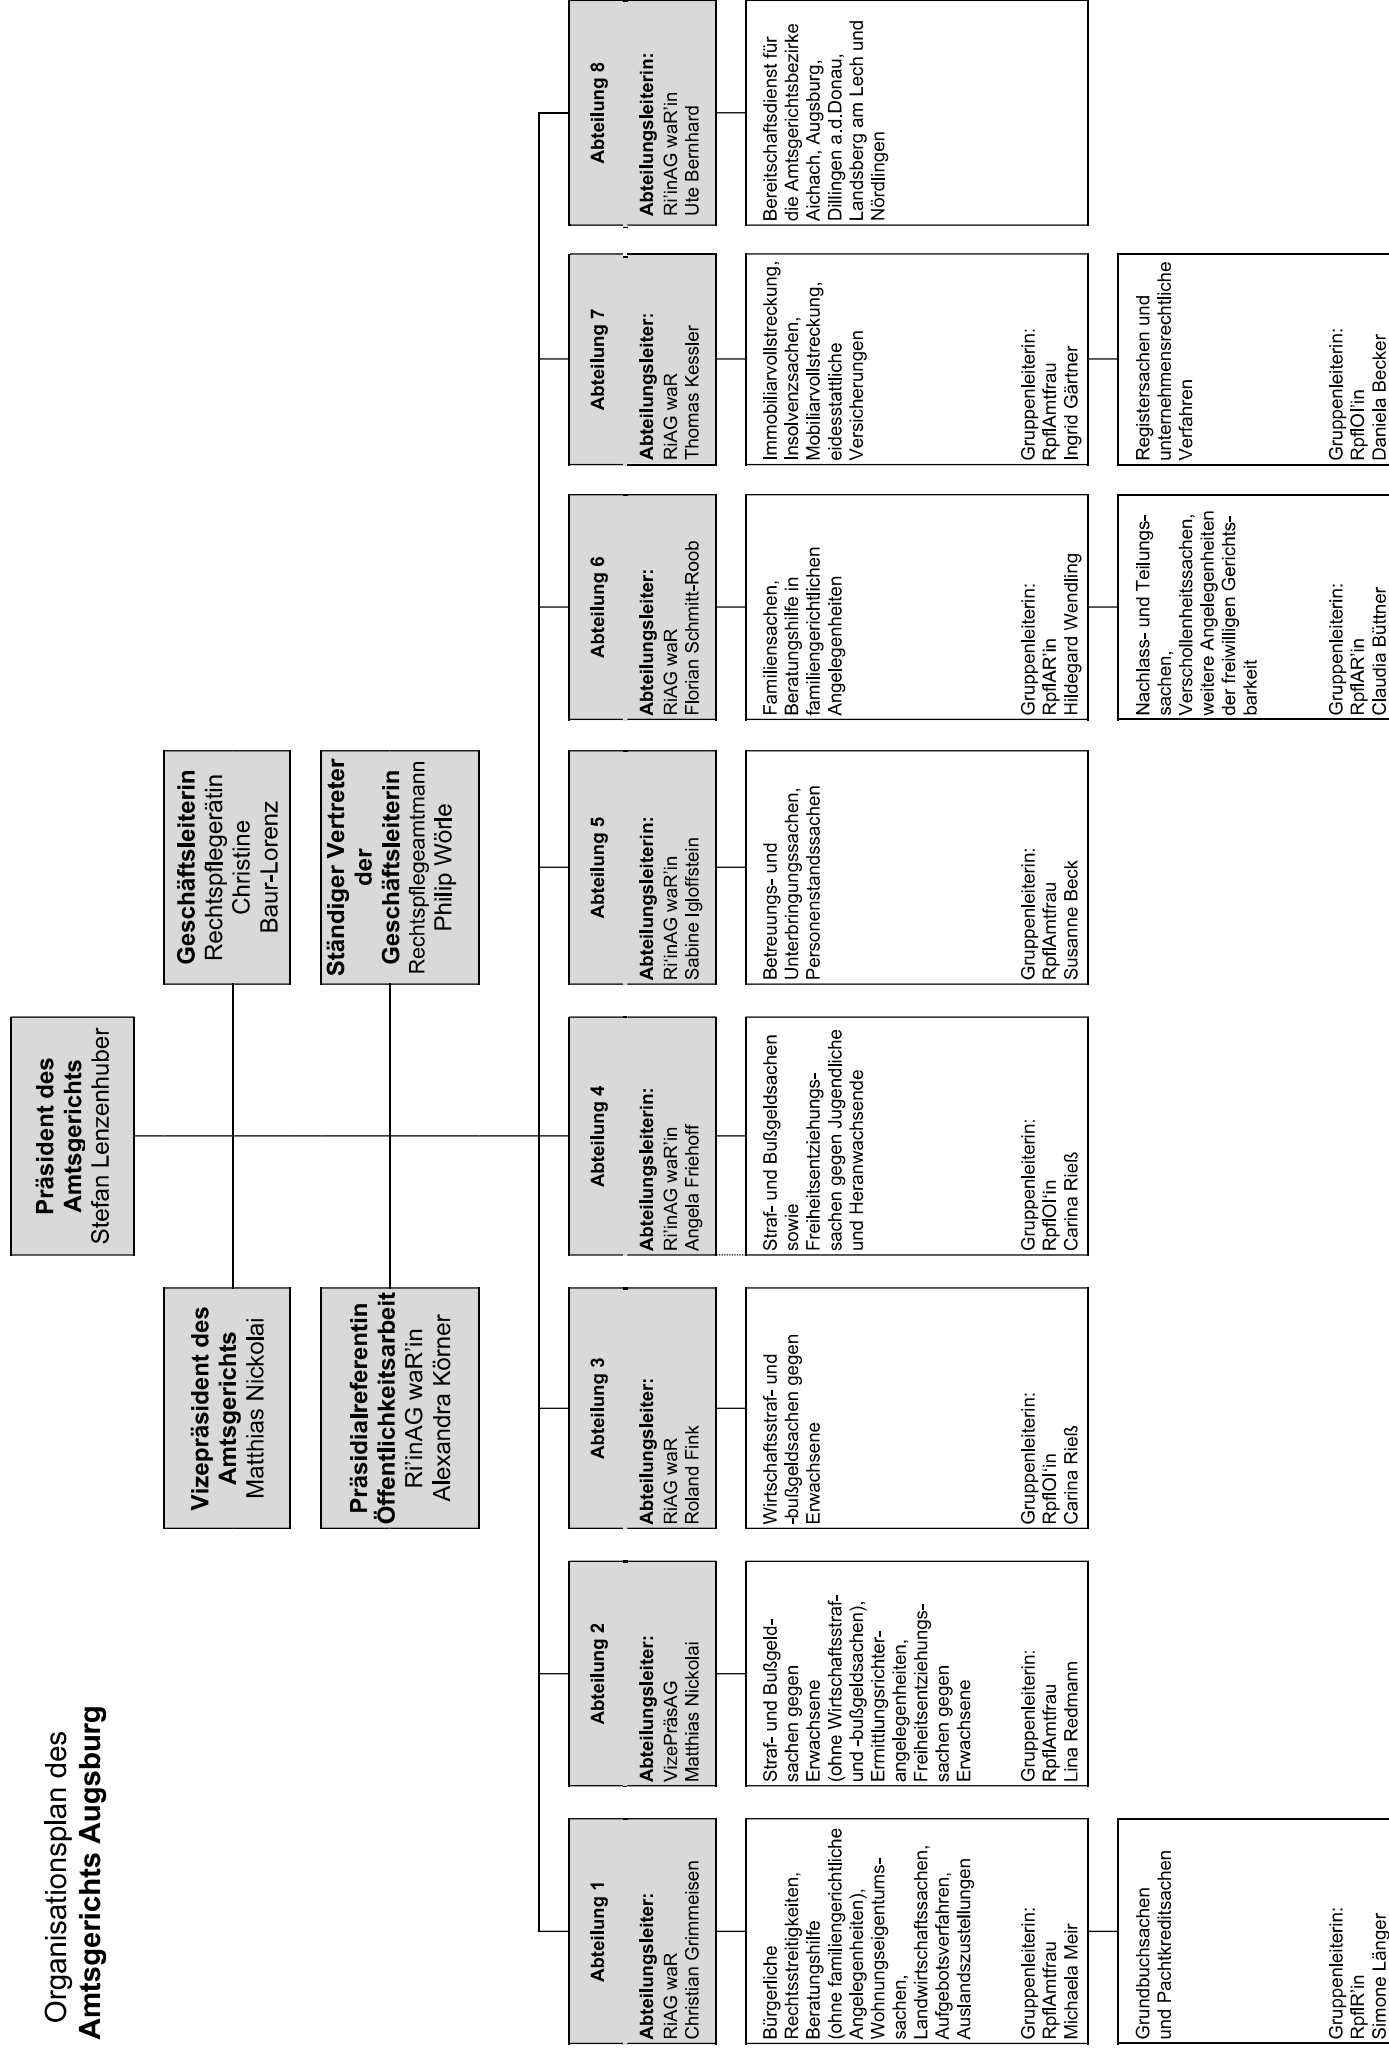 Organisationsplan des
Amtsgerichts Augsburg
Präsident des
Amtsgerichts
Stefan Lenzenhuber
Vizepräsident des
Amtsgerichts
Matthias Nickolai
Geschäftsleiterin
Rechtspflegerätin
Christine
Baur-Lorenz
Präsidialreferentin
Öffentlichkeitsarbeit
Ri’inAG waR’in
Alexandra Körner
Ständiger Vertreter
der
Geschäftsleiterin
Rechtspflegeamtmann
Philip Wörle
Abteilung 1
Abteilungsleiter:
RiAG waR
Christian Grimmeisen
Bürgerliche
Rechtsstreitigkeiten,
Beratungshilfe
(ohne familiengerichtliche
Angelegenheiten),
Wohnungseigentums-
sachen,
Landwirtschaftssachen,
Aufgebotsverfahren,
Auslandszustellungen
Gruppenleiterin:
RpflAmtfrau
Michaela Meir
Grundbuchsachen
und Pachtkreditsachen
Gruppenleiterin:
RpflR’in
Simone Länger
Abteilung 2
Abteilungsleiter:
VizePräsAG
Matthias Nickolai
Straf- und Bußgeld-
sachen gegen
Erwachsene
(ohne Wirtschaftsstraf-
und -bußgeldsachen),
Ermittlungsrichter-
angelegenheiten,
Freiheitsentziehungs-
sachen gegen
Erwachsene
Gruppenleiterin:
RpflAmtfrau
Lina Redmann
Abteilung 3
Abteilungsleiter:
RiAG waR
Roland Fink
Wirtschaftsstraf- und
-bußgeldsachen gegen
Erwachsene
Gruppenleiterin:
RpflOI‘in
Carina Rieß
Abteilung 4
Abteilungsleiterin:
Ri’inAG waR’in
Angela Friehoff
Straf- und Bußgeldsachen
sowie
Freiheitsentziehungs-
sachen gegen Jugendliche
und Heranwachsende
Gruppenleiterin:
RpflOI‘in
Carina Rieß
Abteilung 5
Abteilungsleiterin:
Ri’inAG waR’in
Sabine Igloffstein
Betreuungs- und
Unterbringungssachen,
Personenstandssachen
Gruppenleiterin:
RpflAmtfrau
Susanne Beck
Abteilung 6
Abteilungsleiter:
RiAG waR
Florian Schmitt-Roob
Familiensachen,
Beratungshilfe in
familiengerichtlichen
Angelegenheiten
Gruppenleiterin:
RpflAR’in
Hildegard Wendling
Nachlass- und Teilungs-
sachen,
Verschollenheitssachen,
weitere Angelegenheiten
der freiwilligen Gerichts-
barkeit
Gruppenleiterin:
RpflAR’in
Claudia Büttner
Abteilung 7
Abteilungsleiter:
RiAG waR
Thomas Kessler
Immobiliarvollstreckung,
Insolvenzsachen,
Mobiliarvollstreckung,
eidesstattliche
Versicherungen
Gruppenleiterin:
RpflAmtfrau
Ingrid Gärtner
Registersachen und
unternehmensrechtliche
Verfahren
Gruppenleiterin:
RpflOI’in
Daniela Becker
Abteilung 8
Abteilungsleiterin:
Ri’inAG waR’in
Ute Bernhard
Bereitschaftsdienst für
die Amtsgerichtsbezirke
Aichach, Augsburg,
Dillingen a.d.Donau,
Landsberg am Lech und
Nördlingen